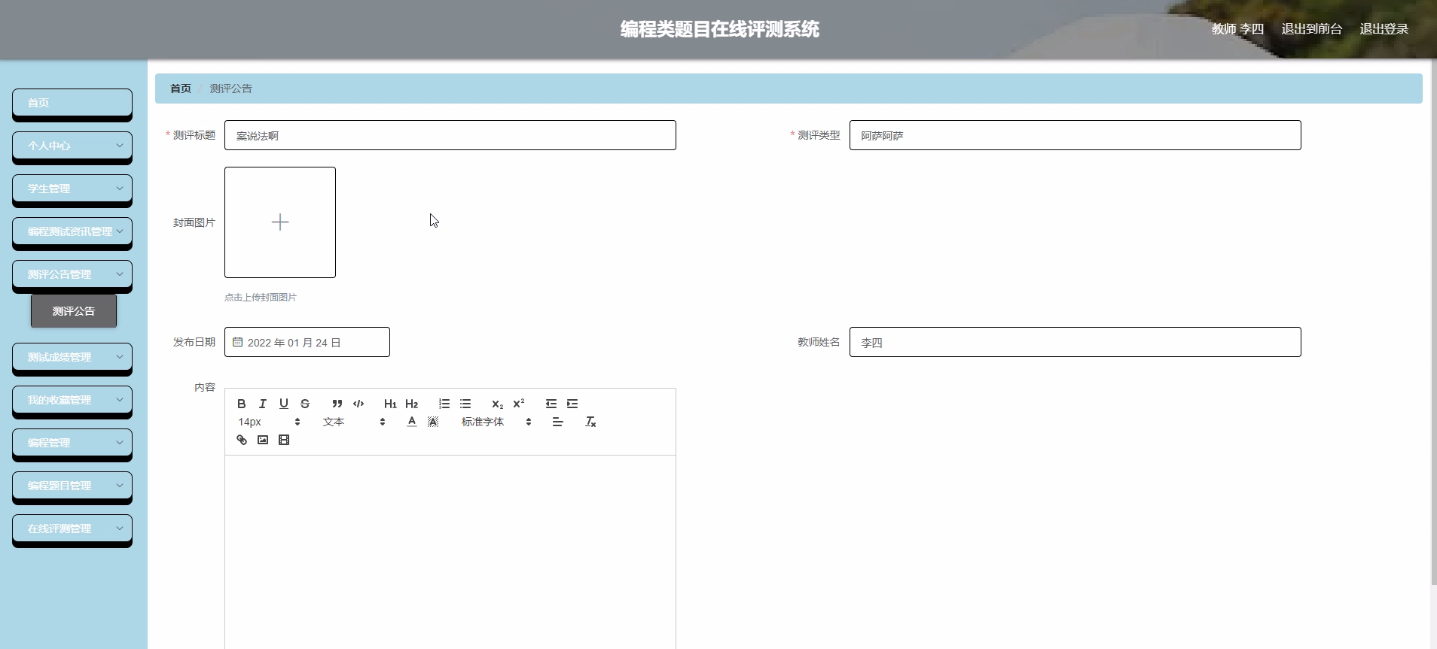 编程类题目在线评测系统
教师 李四 退出到前台 退出登录
首页
个人中心
学生管理
编程测试资讯管理
测评公告管理
测评公告
测试成绩管理
我的收藏管理
编程管理
编程题目管理
在线评测管理
首页 / 测评公告
* 测评标题 案说法啊
* 测评类型 阿萨阿萨
封面图片
点击上传封面图片
发布日期 2022 年 01 月 24 日
教师姓名 李四
内容
B I U S ” </> H1 H2 X2 X2
14px 文本 A A 标准字体 Tx